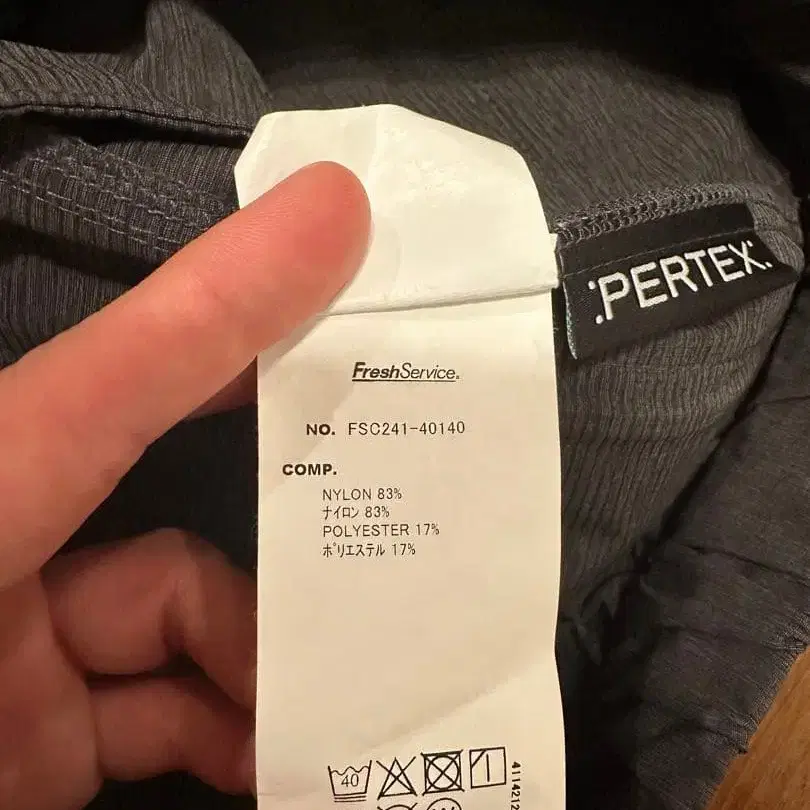 :PERTEX:
FreshService.
NO. FSC241-40140
COMP.
NYLON 83%
ナイロン 83%
POLYESTER 17%
ポリエステル 17%
40